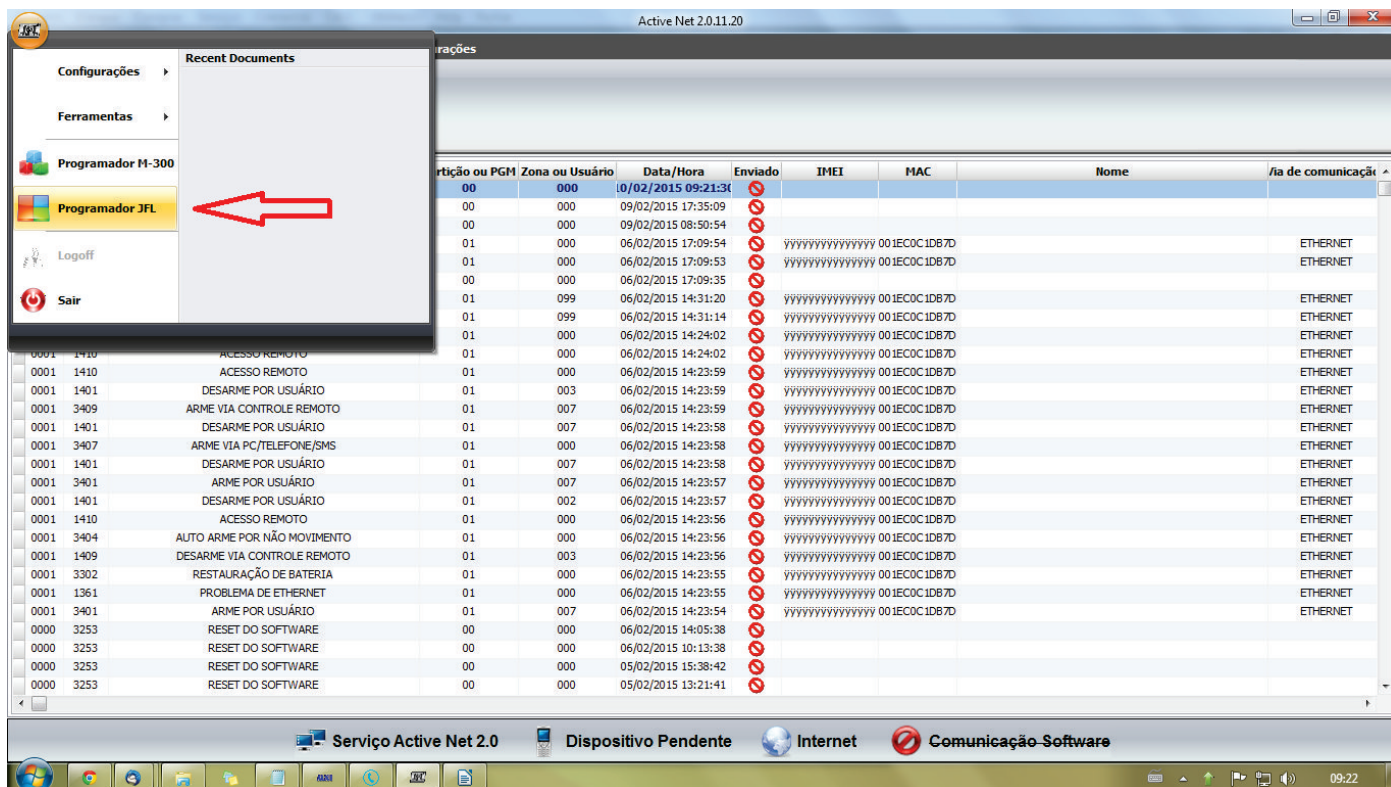 Active Net 2.0.11.20
JFL
urações
Recent Documents
Configurações
Ferramentas
Programador M-300
Programador JFL
Logoff
Sair
rtição ou PGM Zona ou Usuário Data/Hora Enviado IMEI MAC Nome Via de comunicação
00 000 10/02/2015 09:21:30
00 000 09/02/2015 17:35:09
00 000 09/02/2015 08:50:54
01 000 06/02/2015 17:09:54 ÿÿÿÿÿÿÿÿÿÿÿÿÿÿÿ 001EC0C1DB7D ETHERNET
01 000 06/02/2015 17:09:53 ÿÿÿÿÿÿÿÿÿÿÿÿÿÿÿ 001EC0C1DB7D ETHERNET
00 000 06/02/2015 17:09:35
01 099 06/02/2015 14:31:20 ÿÿÿÿÿÿÿÿÿÿÿÿÿÿÿ 001EC0C1DB7D ETHERNET
01 099 06/02/2015 14:31:14 ÿÿÿÿÿÿÿÿÿÿÿÿÿÿÿ 001EC0C1DB7D ETHERNET
01 000 06/02/2015 14:24:02 ÿÿÿÿÿÿÿÿÿÿÿÿÿÿÿ 001EC0C1DB7D ETHERNET
0001 1410 ACESSO REMOTO 01 000 06/02/2015 14:24:02 ÿÿÿÿÿÿÿÿÿÿÿÿÿÿÿ 001EC0C1DB7D ETHERNET
0001 1410 ACESSO REMOTO 01 000 06/02/2015 14:23:59 ÿÿÿÿÿÿÿÿÿÿÿÿÿÿÿ 001EC0C1DB7D ETHERNET
0001 1401 DESARME POR USUÁRIO 01 003 06/02/2015 14:23:59 ÿÿÿÿÿÿÿÿÿÿÿÿÿÿÿ 001EC0C1DB7D ETHERNET
0001 3409 ARME VIA CONTROLE REMOTO 01 007 06/02/2015 14:23:59 ÿÿÿÿÿÿÿÿÿÿÿÿÿÿÿ 001EC0C1DB7D ETHERNET
0001 1401 DESARME POR USUÁRIO 01 007 06/02/2015 14:23:58 ÿÿÿÿÿÿÿÿÿÿÿÿÿÿÿ 001EC0C1DB7D ETHERNET
0001 3407 ARME VIA PC/TELEFONE/SMS 01 000 06/02/2015 14:23:58 ÿÿÿÿÿÿÿÿÿÿÿÿÿÿÿ 001EC0C1DB7D ETHERNET
0001 1401 DESARME POR USUÁRIO 01 007 06/02/2015 14:23:58 ÿÿÿÿÿÿÿÿÿÿÿÿÿÿÿ 001EC0C1DB7D ETHERNET
0001 3401 ARME POR USUÁRIO 01 007 06/02/2015 14:23:57 ÿÿÿÿÿÿÿÿÿÿÿÿÿÿÿ 001EC0C1DB7D ETHERNET
0001 1401 DESARME POR USUÁRIO 01 002 06/02/2015 14:23:57 ÿÿÿÿÿÿÿÿÿÿÿÿÿÿÿ 001EC0C1DB7D ETHERNET
0001 1410 ACESSO REMOTO 01 000 06/02/2015 14:23:56 ÿÿÿÿÿÿÿÿÿÿÿÿÿÿÿ 001EC0C1DB7D ETHERNET
0001 3404 AUTO ARME POR NÃO MOVIMENTO 01 000 06/02/2015 14:23:56 ÿÿÿÿÿÿÿÿÿÿÿÿÿÿÿ 001EC0C1DB7D ETHERNET
0001 1409 DESARME VIA CONTROLE REMOTO 01 003 06/02/2015 14:23:56 ÿÿÿÿÿÿÿÿÿÿÿÿÿÿÿ 001EC0C1DB7D ETHERNET
0001 3302 RESTAURAÇÃO DE BATERIA 01 000 06/02/2015 14:23:55 ÿÿÿÿÿÿÿÿÿÿÿÿÿÿÿ 001EC0C1DB7D ETHERNET
0001 1361 PROBLEMA DE ETHERNET 01 000 06/02/2015 14:23:55 ÿÿÿÿÿÿÿÿÿÿÿÿÿÿÿ 001EC0C1DB7D ETHERNET
0001 3401 ARME POR USUÁRIO 01 007 06/02/2015 14:23:54 ÿÿÿÿÿÿÿÿÿÿÿÿÿÿÿ 001EC0C1DB7D ETHERNET
0000 3253 RESET DO SOFTWARE 00 000 06/02/2015 14:05:38
0000 3253 RESET DO SOFTWARE 00 000 06/02/2015 10:13:38
0000 3253 RESET DO SOFTWARE 00 000 05/02/2015 15:38:42
0000 3253 RESET DO SOFTWARE 00 000 05/02/2015 13:21:41
Serviço Active Net 2.0 Dispositivo Pendente Internet Comunicação Software
JFL 09:22